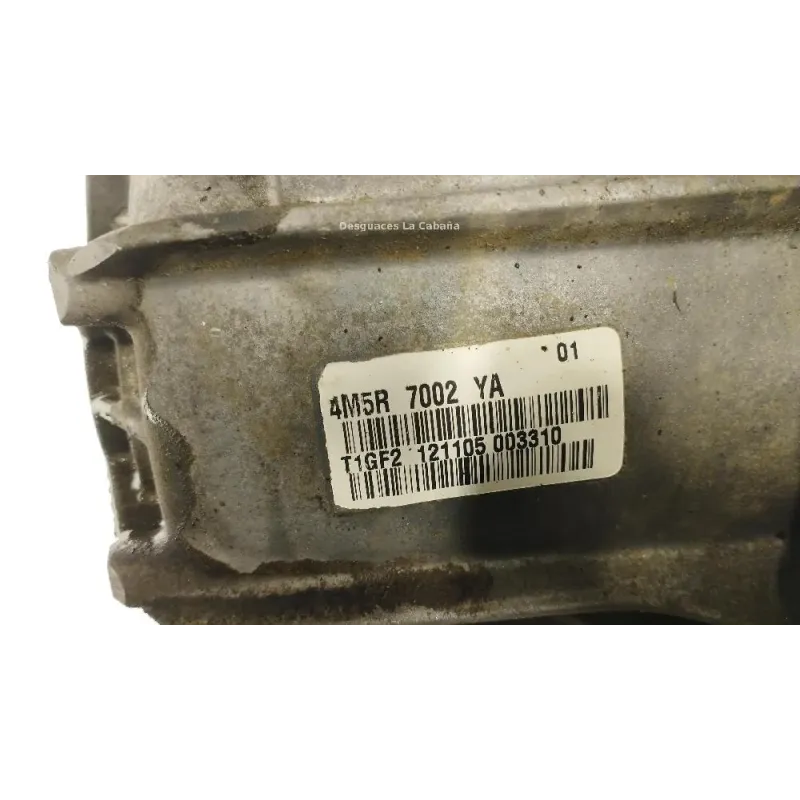 Desguaces La Cabaña
01
4M5R 7002 YA
T1GF2 121105 003310